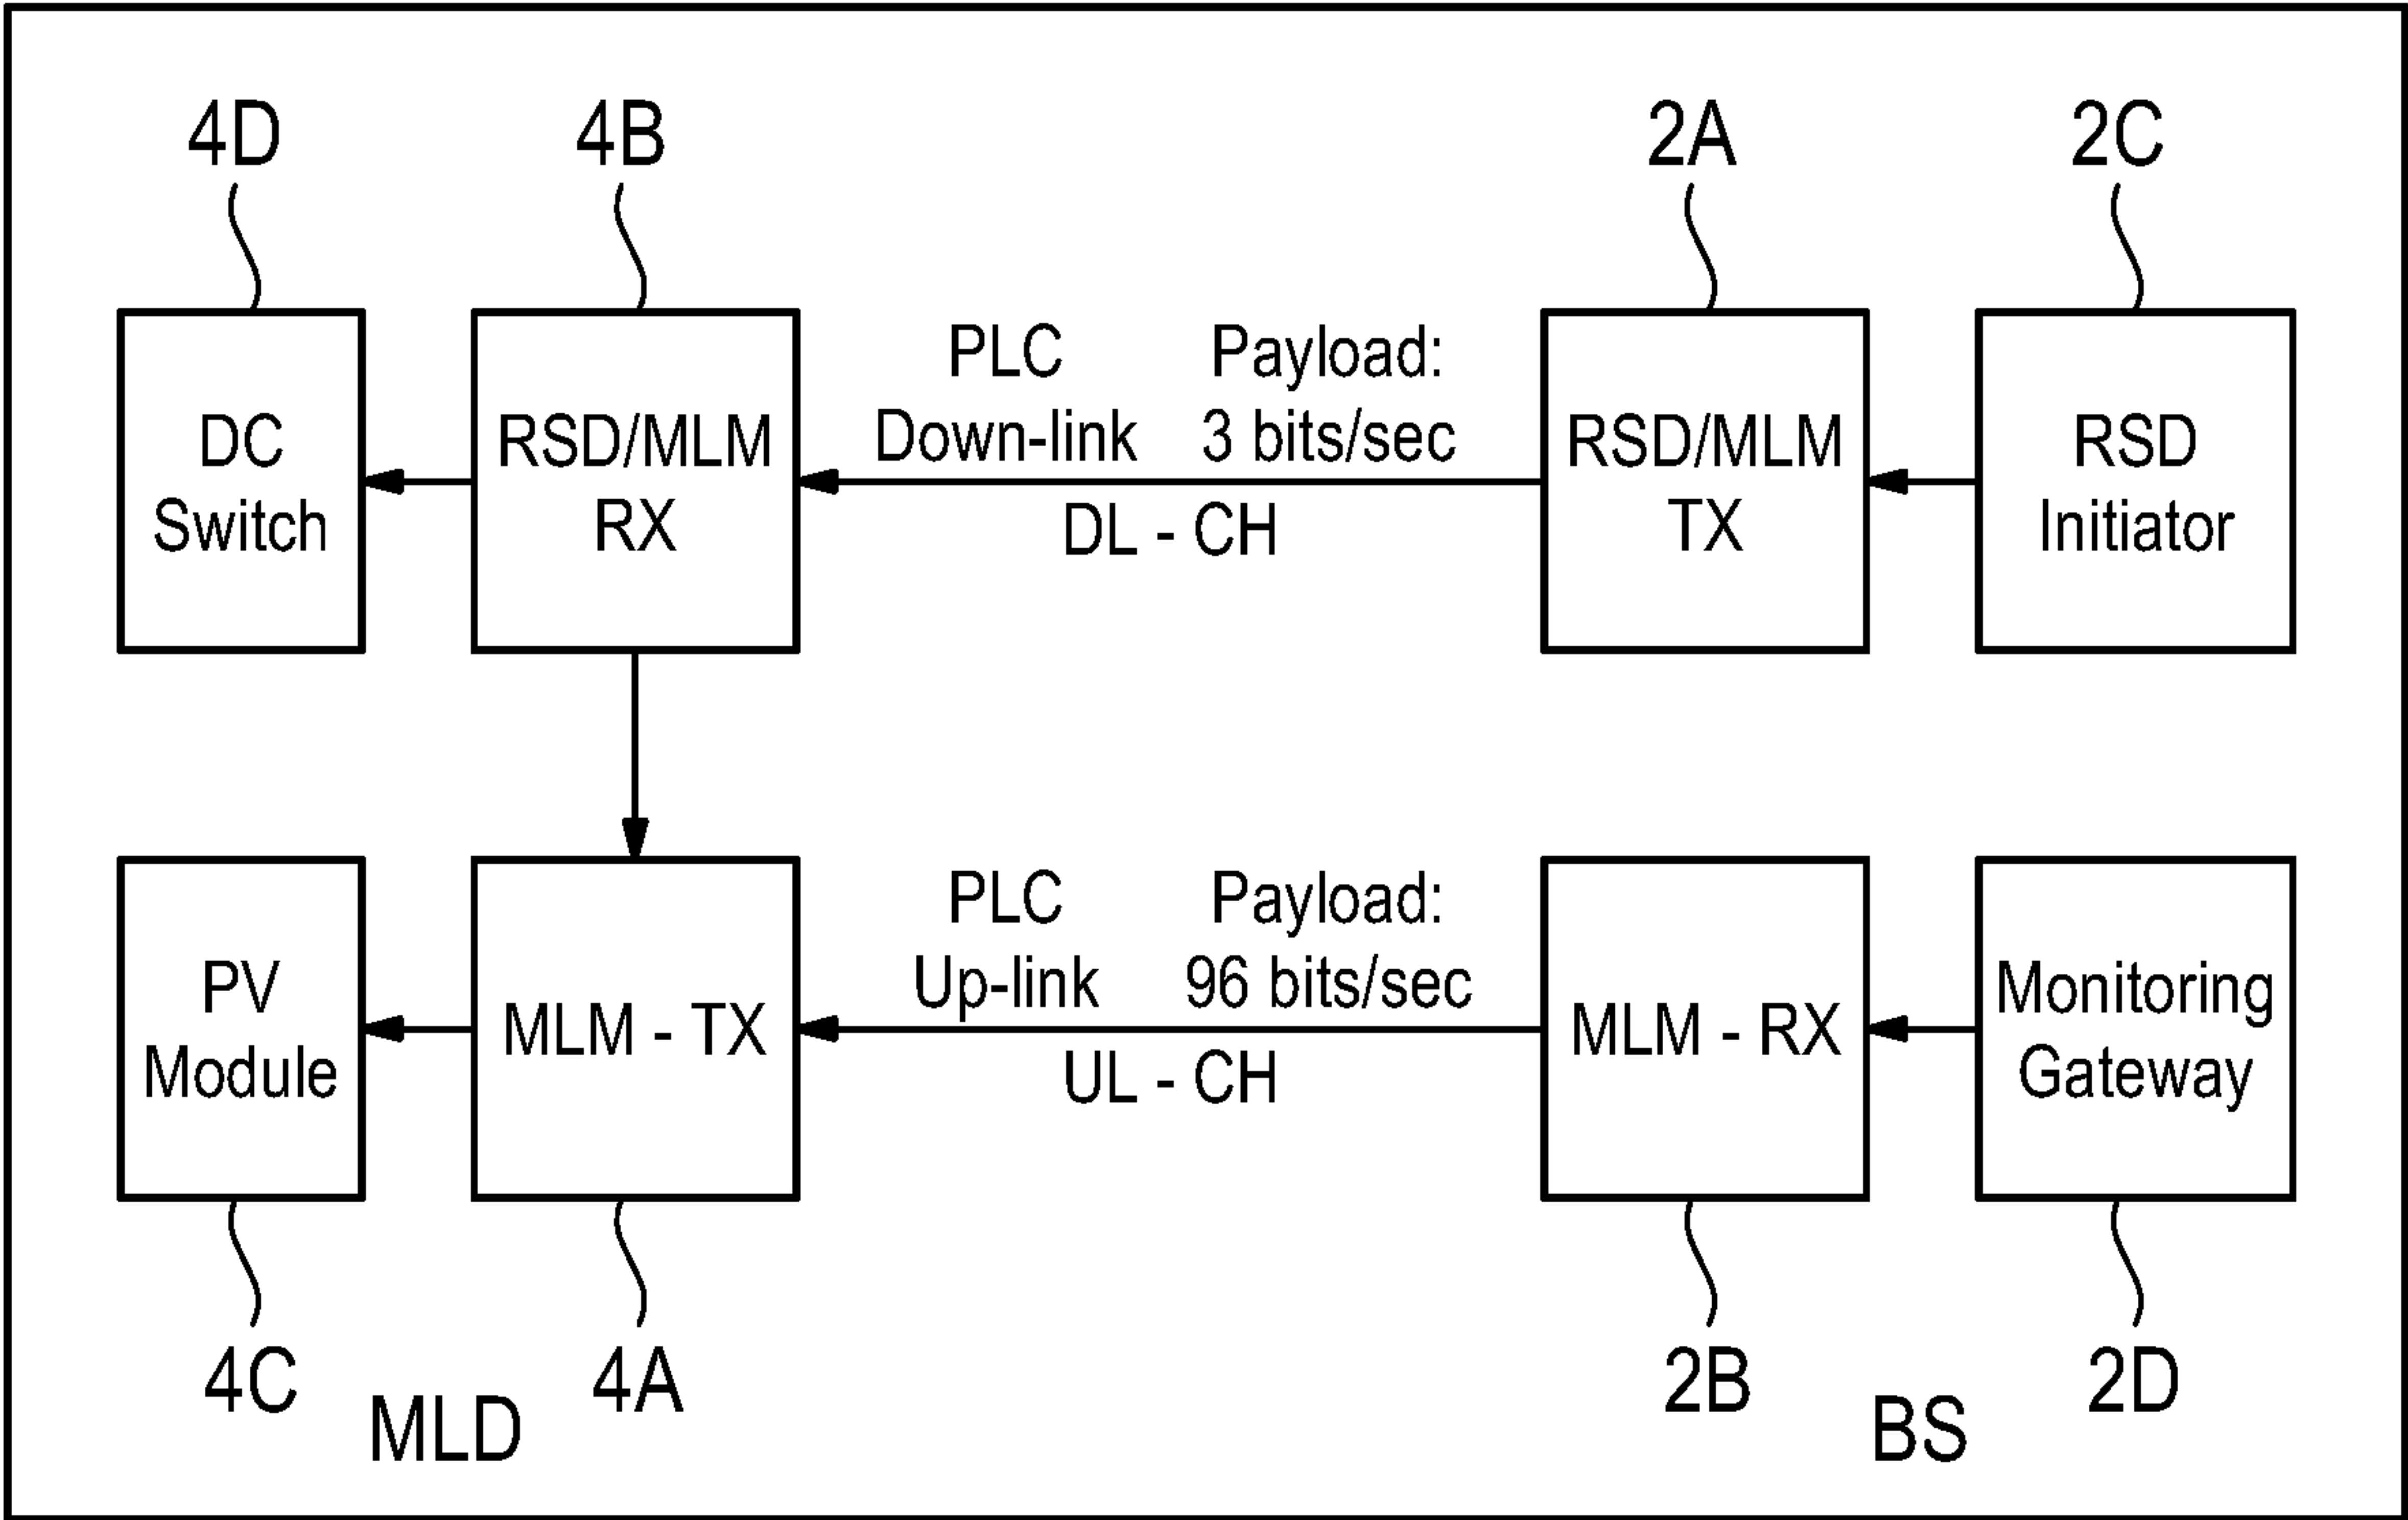 4D
4B
2A
2C
DC
Switch
RSD/MLM
RX
PLC
Down-link
Payload:
3 bits/sec
DL - CH
RSD/MLM
TX
RSD
Initiator
PV
Module
MLM - TX
PLC
Up-link
Payload:
96 bits/sec
UL - CH
MLM - RX
Monitoring
Gateway
4C
4A
2B
2D
MLD
BS